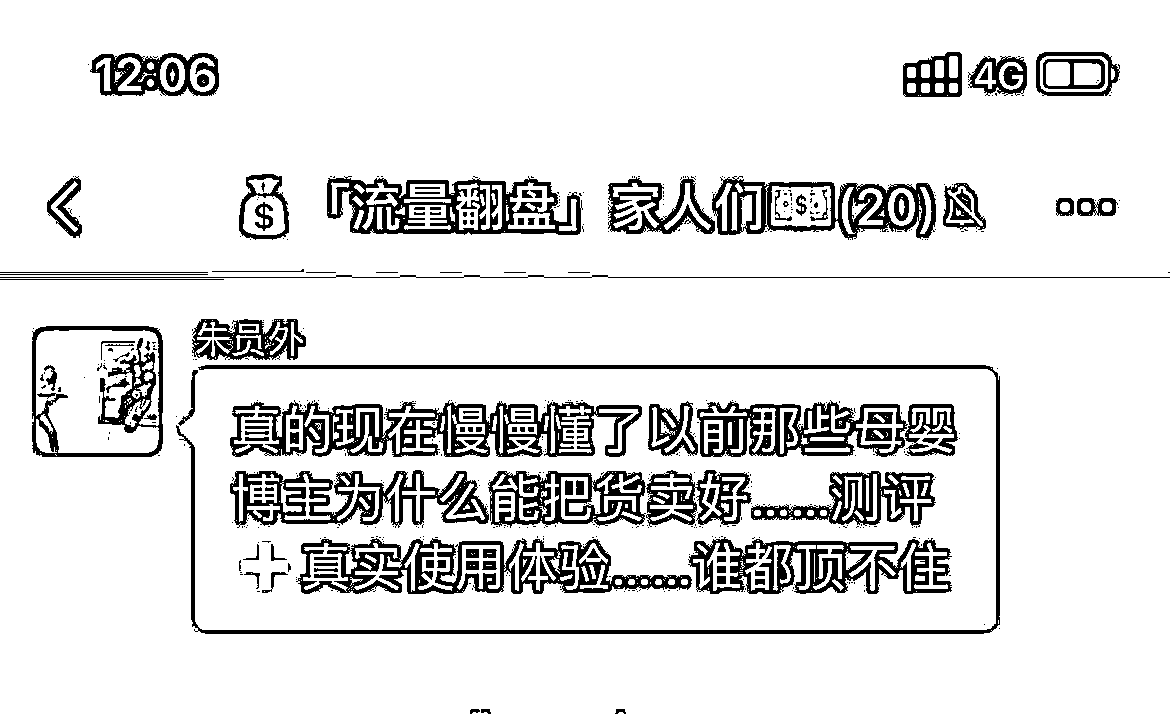 12:06 4G
💰「流量翻盘」家人们💵(20)
朱员外
真的现在慢慢懂了以前那些母婴
博主为什么能把货卖好……测评
➕真实使用体验……谁都顶不住